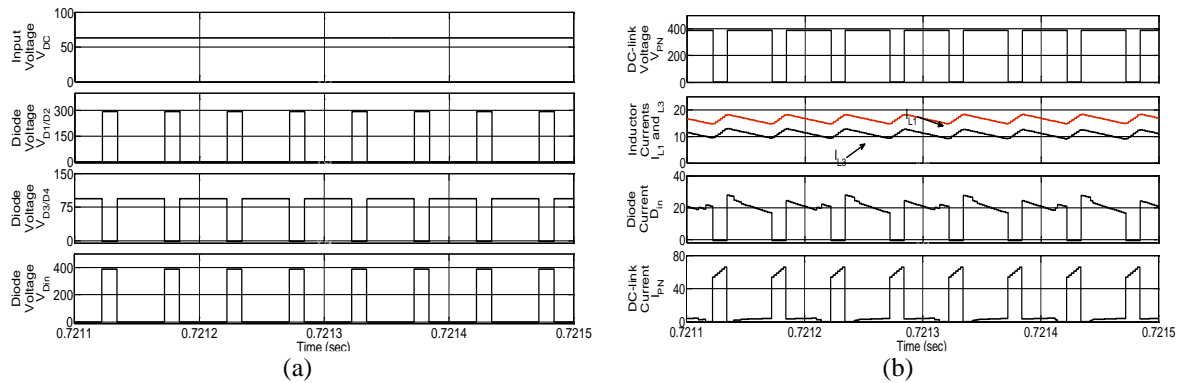 Input
Voltage
V_DC
100
50
0
Diode
Voltage
V_D1/D2
300
150
0
Diode
Voltage
V_D3/D4
150
75
0
Diode
Voltage
V_Din
400
200
0
0.7211
0.7212
0.7213
0.7214
0.7215
Time (sec)
(a)
DC-link
Voltage
V_PN
400
200
0
Inductor
Currents
I_L1 and I_L3
20
10
0
I_L1
I_L3
Diode
Current
D_in
40
20
0
DC-link
Current
I_PN
80
40
0
0.7211
0.7212
0.7213
0.7214
0.7215
Time (sec)
(b)